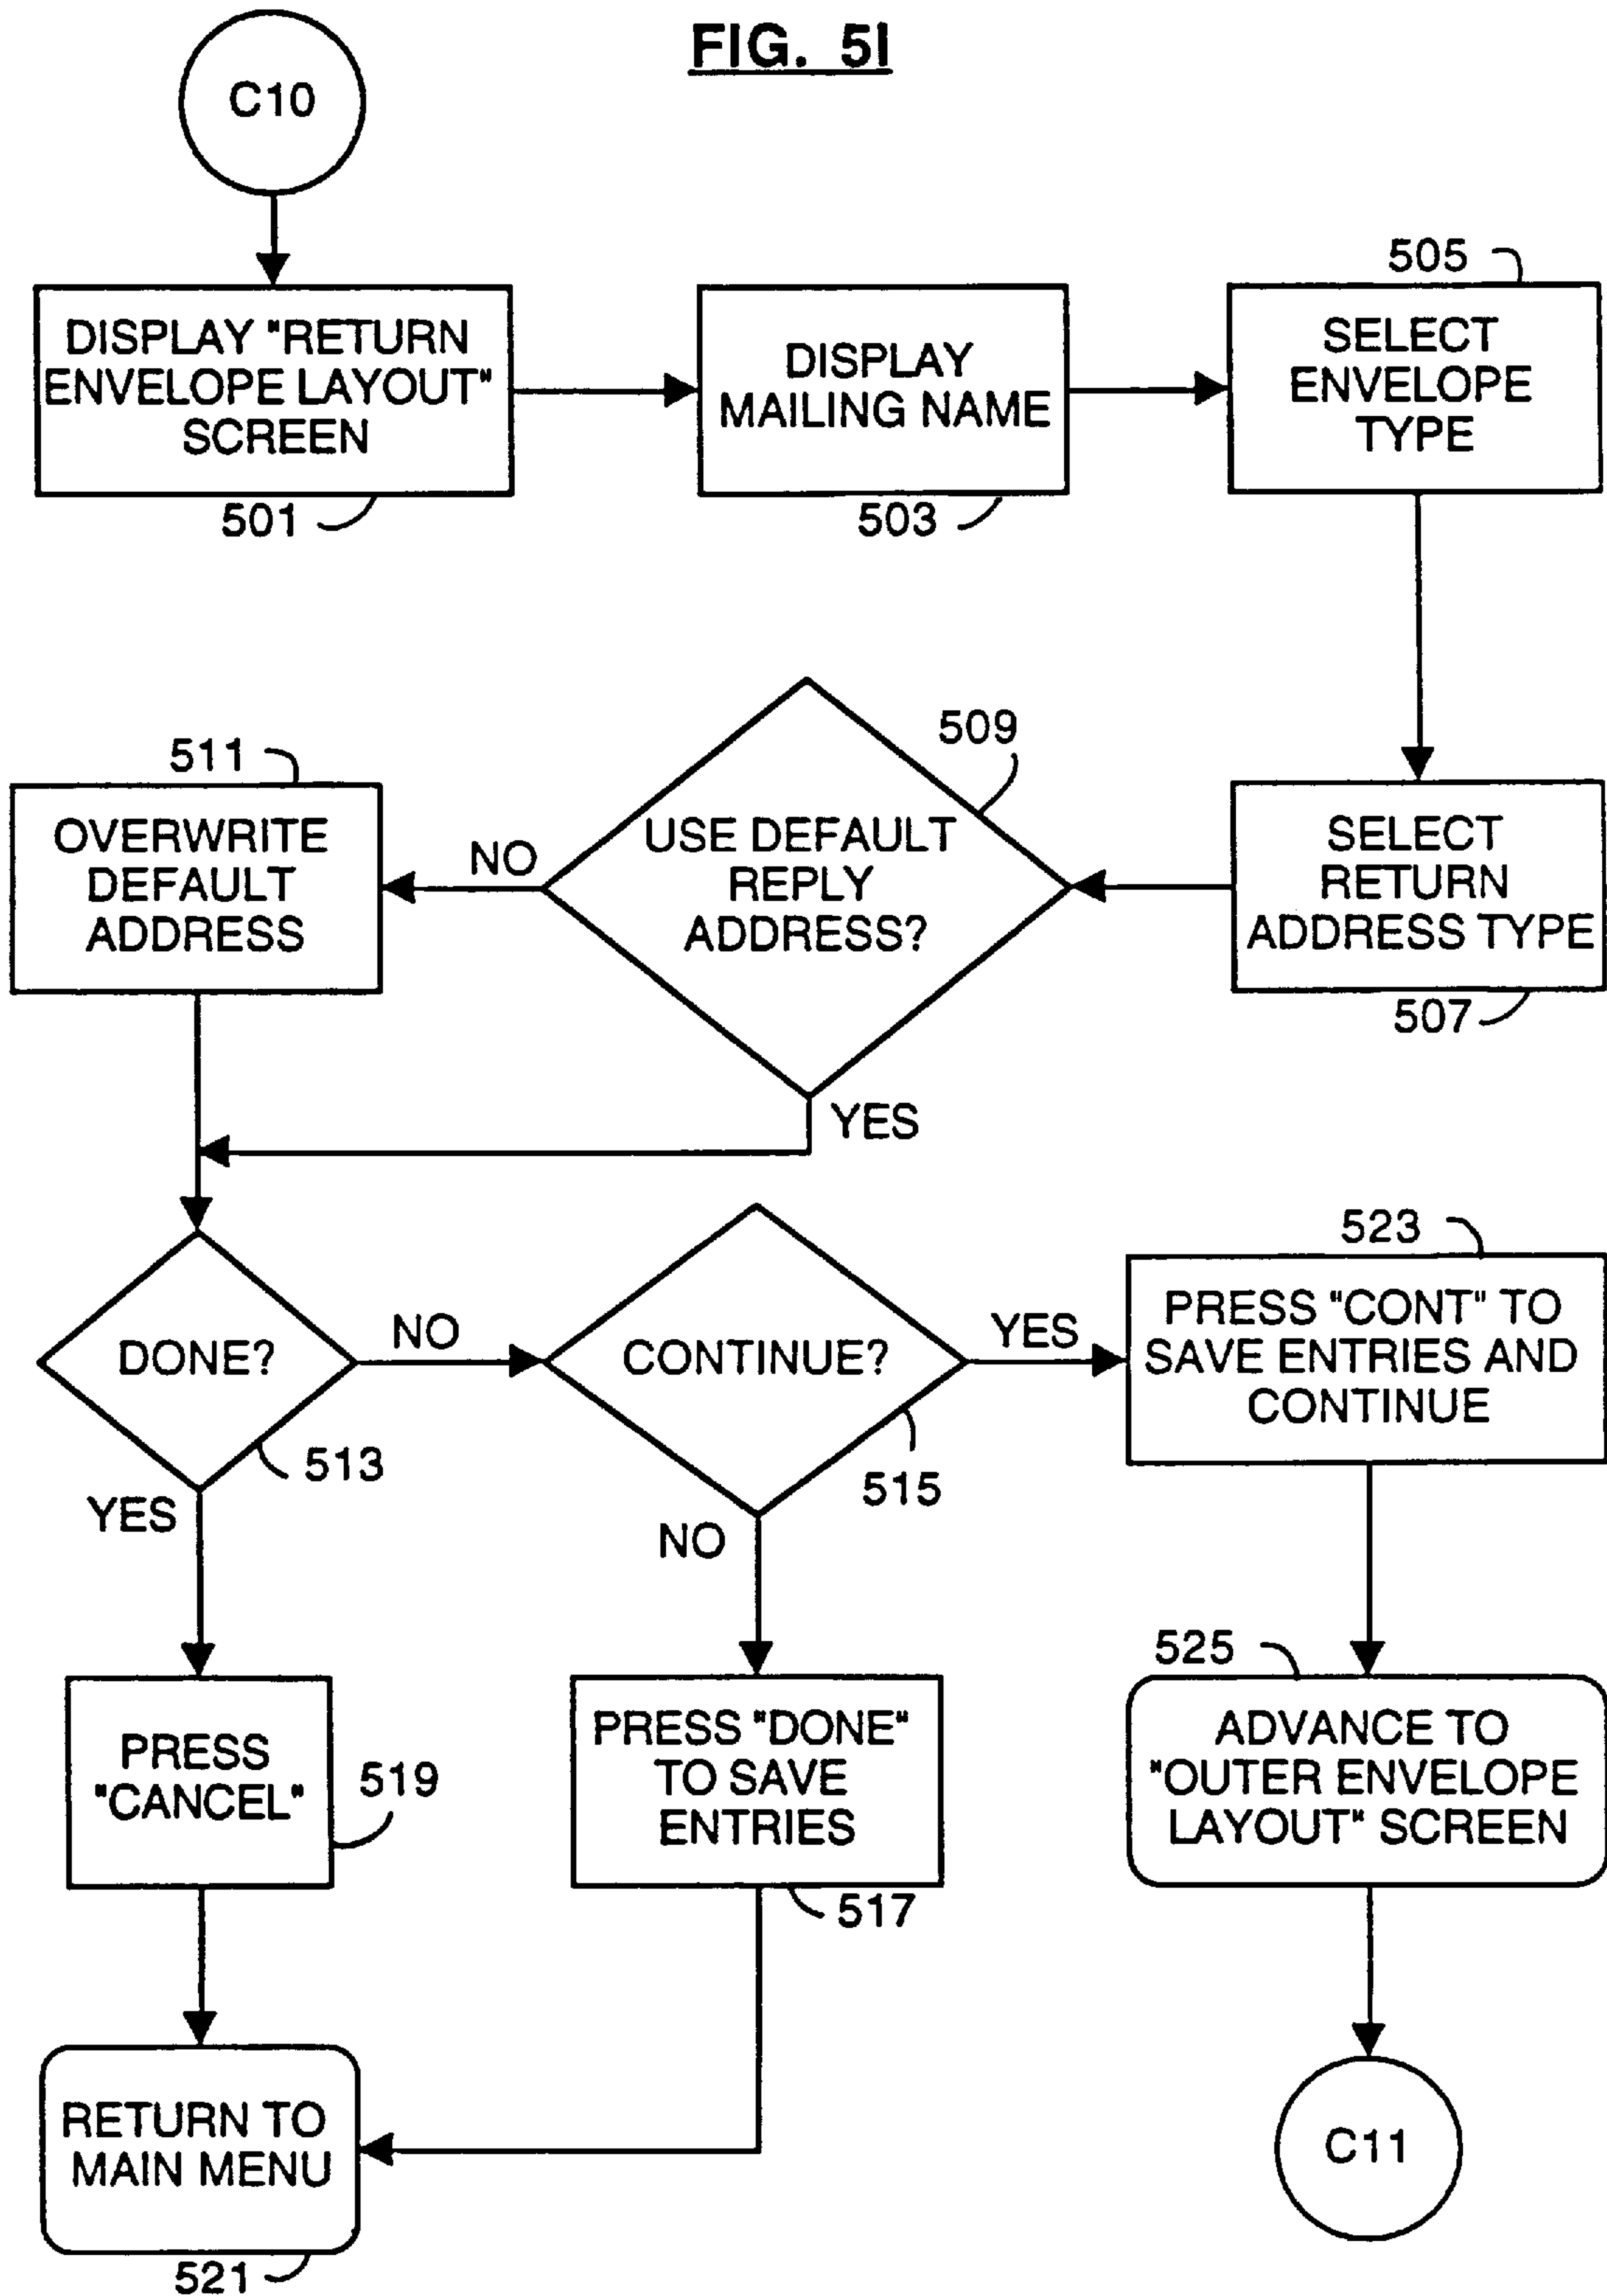 FIG. 5I
C10
DISPLAY "RETURN
ENVELOPE LAYOUT"
SCREEN
501
DISPLAY
MAILING NAME
503
505
SELECT
ENVELOPE
TYPE
SELECT
RETURN
ADDRESS TYPE
507
509
USE DEFAULT
REPLY
ADDRESS?
NO
YES
511
OVERWRITE
DEFAULT
ADDRESS
DONE?
513
NO
YES
CONTINUE?
515
YES
NO
523
PRESS "CONT" TO
SAVE ENTRIES AND
CONTINUE
PRESS
"CANCEL"
519
PRESS "DONE"
TO SAVE
ENTRIES
517
525
ADVANCE TO
"OUTER ENVELOPE
LAYOUT" SCREEN
RETURN TO
MAIN MENU
521
C11